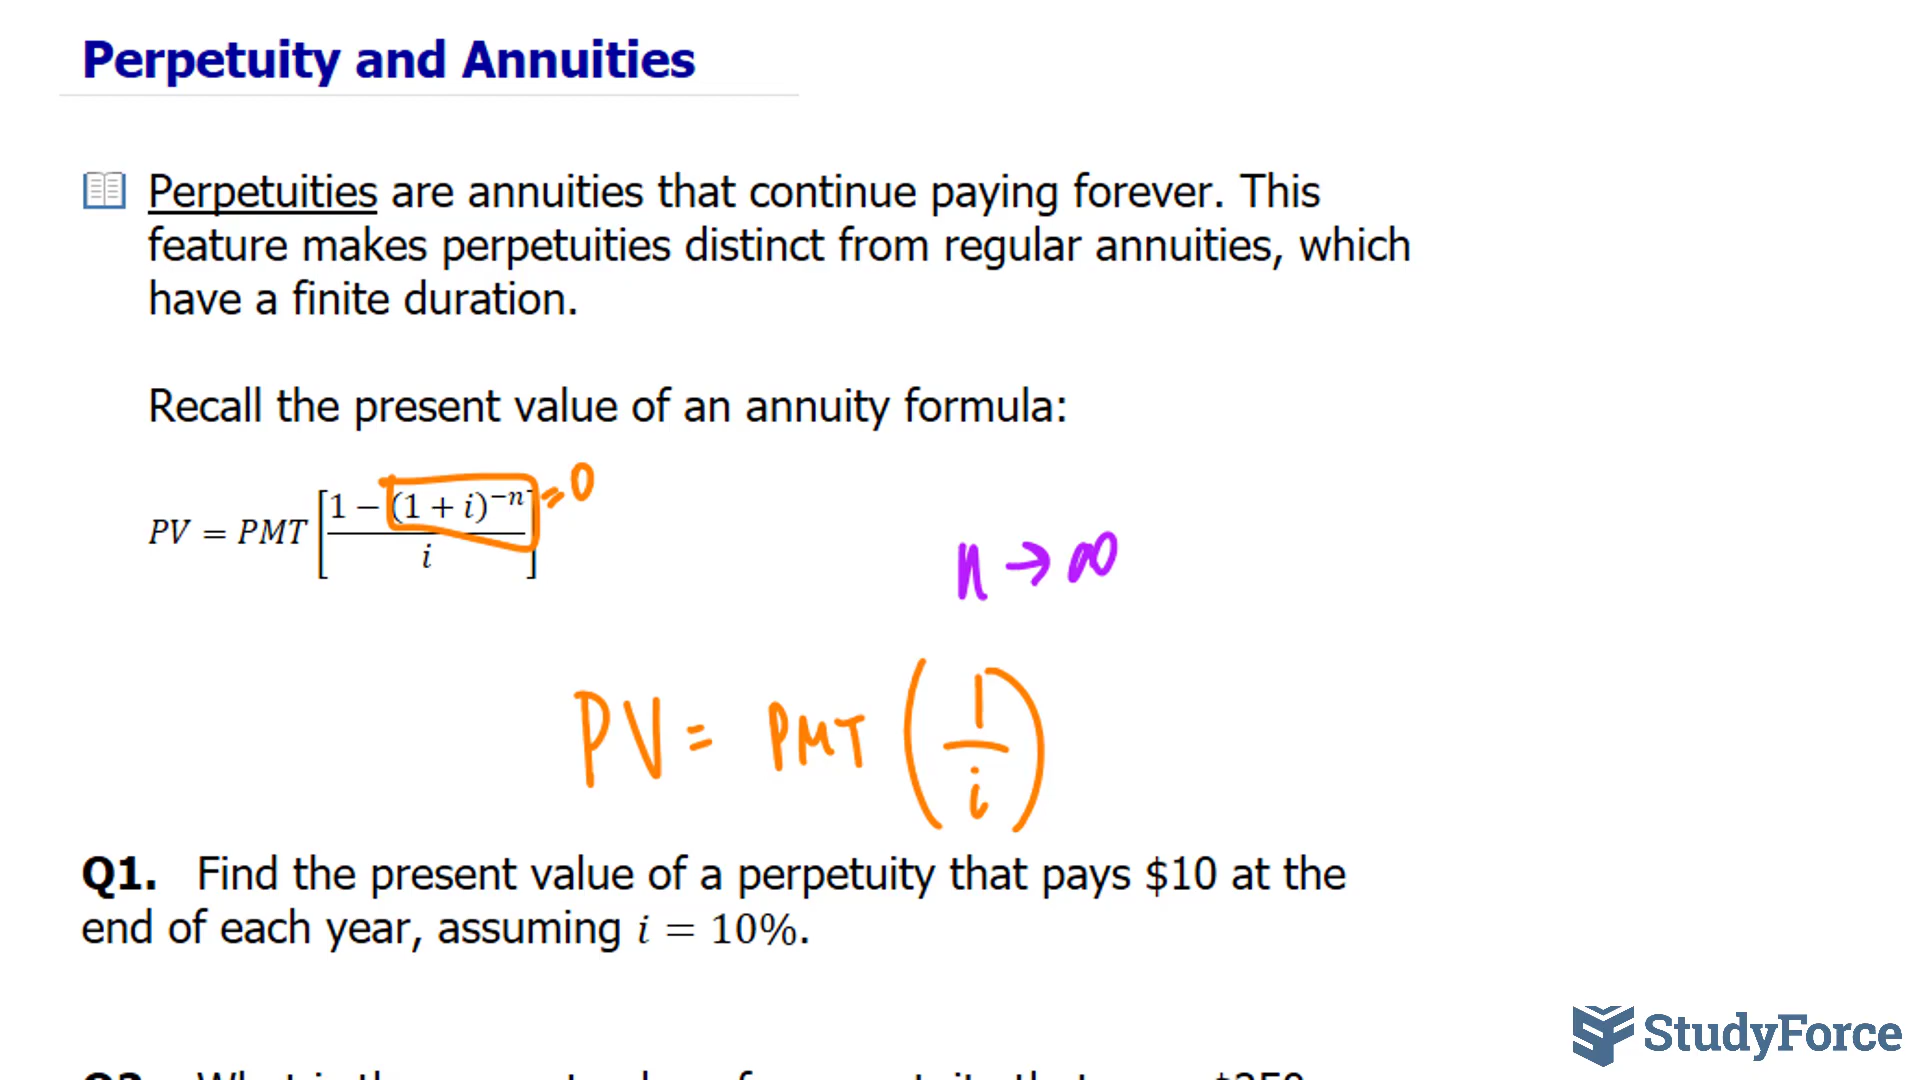 Perpetuity and Annuities
Perpetuities are annuities that continue paying forever. This
feature makes perpetuities distinct from regular annuities, which
have a finite duration.
Recall the present value of an annuity formula:
PV = PMT [1 − (1 + i)⁻ⁿ / i] = 0
n → ∞
PV = PMT (1/i)
Q1. Find the present value of a perpetuity that pays $10 at the
end of each year, assuming i = 10%.
StudyForce